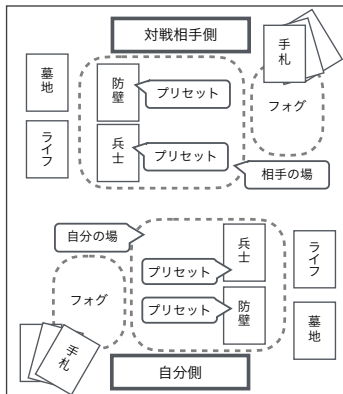 対戦相手側
手札
墓地
防壁
プリセット
フォグ
ライフ
兵士
プリセット
相手の場
自分の場
兵士
ライフ
プリセット
フォグ
プリセット
防壁
墓地
手札
自分側